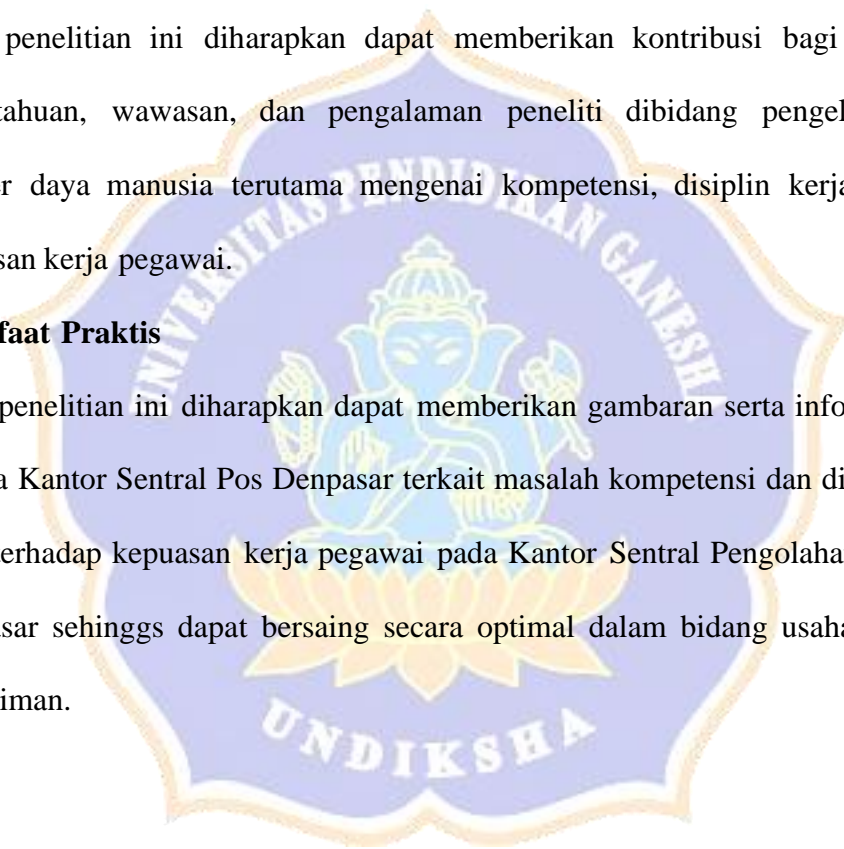 penelitian ini diharapkan dapat memberikan kontribusi bagi
tahuan, wawasan, dan pengalaman peneliti dibidang pengel
r daya manusia terutama mengenai kompetensi, disiplin kerja
san kerja pegawai.
faat Praktis
penelitian ini diharapkan dapat memberikan gambaran serta info
a Kantor Sentral Pos Denpasar terkait masalah kompetensi dan di
erhadap kepuasan kerja pegawai pada Kantor Sentral Pengolaha
sar sehinggs dapat bersaing secara optimal dalam bidang usaha
iman.
UNIVERSITAS PENDIDIKAN GANESHA
UNDIKSHA